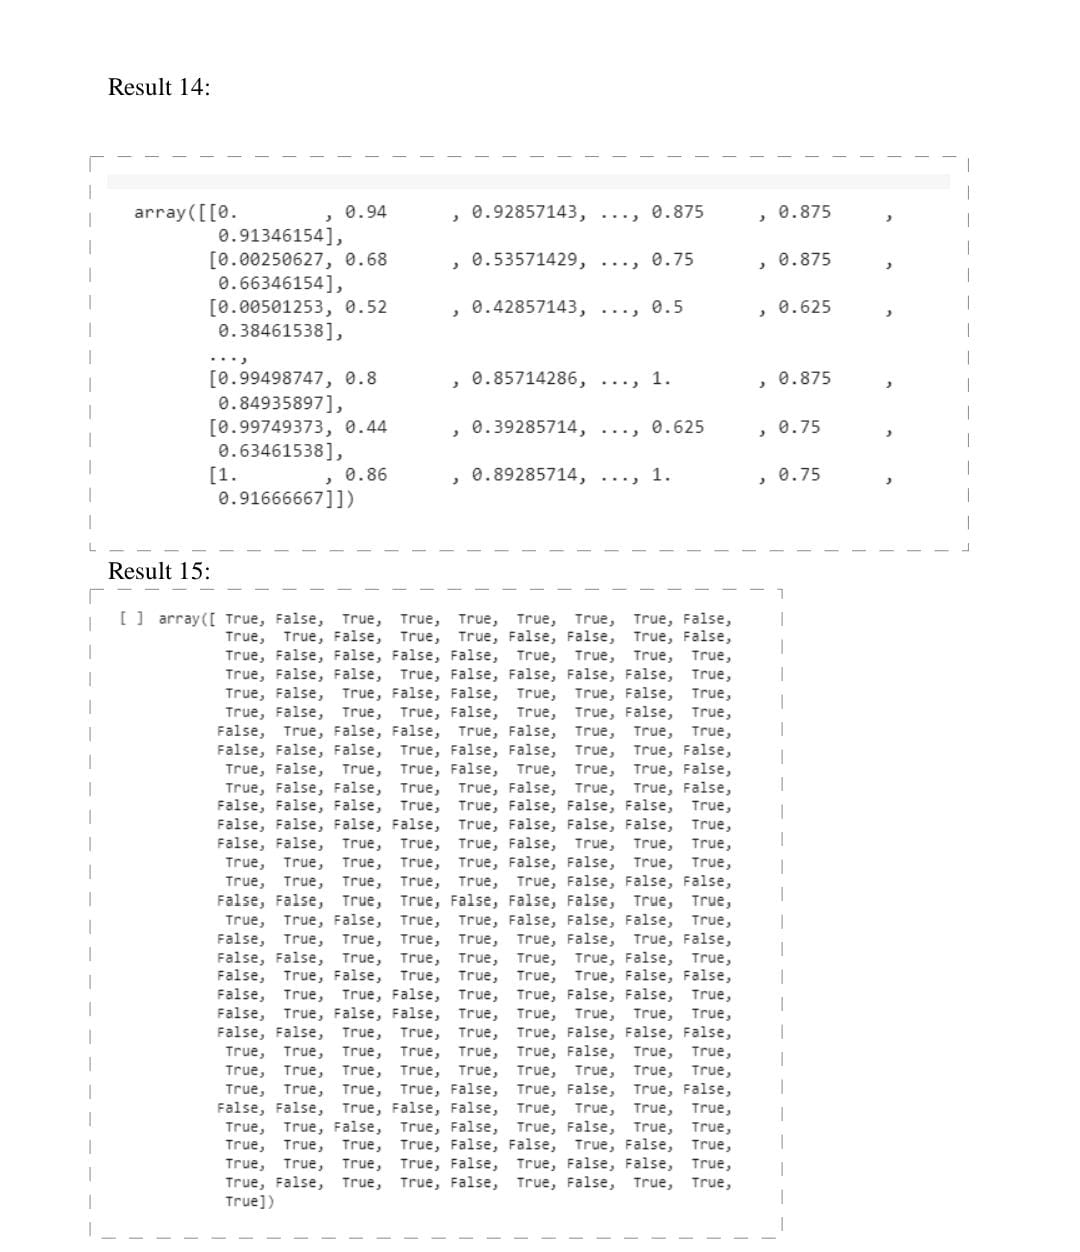 Result 14:
array([[0.        , 0.94      , 0.92857143, ..., 0.875     , 0.875     ,
0.91346154],
[0.00250627, 0.68      , 0.53571429, ..., 0.75      , 0.875     ,
0.66346154],
[0.00501253, 0.52      , 0.42857143, ..., 0.5       , 0.625     ,
0.38461538],
...,
[0.99498747, 0.8       , 0.85714286, ..., 1.        , 0.875     ,
0.84935897],
[0.99749373, 0.44      , 0.39285714, ..., 0.625     , 0.75      ,
0.63461538],
[1.        , 0.86      , 0.89285714, ..., 1.        , 0.75      ,
0.91666667]])
Result 15:
[ ] array([ True, False, True, True, True, True, True, True, False,
True, True, False, True, True, False, False, True, False,
True, False, False, False, False, True, True, True, True,
True, False, False, True, False, False, False, False, True,
True, False, True, False, False, True, True, False, True,
True, False, True, True, False, True, True, False, True,
False, True, False, False, True, False, True, True, True,
False, False, False, True, False, False, True, True, False,
True, False, True, True, False, True, True, True, False,
True, False, False, True, True, False, True, True, False,
False, False, False, True, True, False, False, False, True,
False, False, False, False, True, False, False, False, True,
False, False, True, True, True, False, True, True, True,
True, True, True, True, True, False, False, True, True,
True, True, True, True, True, True, False, False, False,
False, False, True, True, False, False, False, True, True,
True, True, False, True, True, False, False, False, True,
False, True, True, True, True, True, False, True, False,
False, False, True, True, True, True, True, False, True,
False, True, False, True, True, True, True, False, False,
False, True, True, False, True, True, False, False, True,
False, True, False, False, True, True, True, True, True,
False, False, True, True, True, True, False, False, False,
True, True, True, True, True, True, False, True, True,
True, True, True, True, True, True, True, True, True,
True, True, True, True, False, True, False, True, False,
False, False, True, False, False, True, True, True, True,
True, True, False, True, False, True, False, True, True,
True, True, True, True, False, False, True, False, True,
True, True, True, True, False, True, False, False, True,
True, False, True, True, False, True, False, True, True,
True])